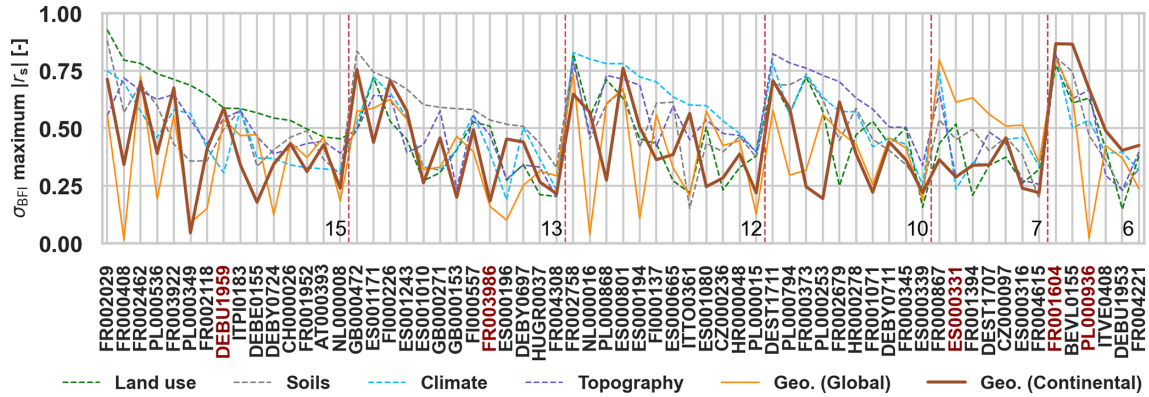 σBFI maximum |rs| [-]
1.00
0.75
0.50
0.25
0.00
15
13
12
10
7
6
FR002029
FR000408
FR002462
PL000536
FR003922
PL000349
FR002118
DEBU1959
ITPI0183
DEBE0155
DEBY0724
CH000026
FR001952
AT000393
NL000008
GB000472
ES001171
FI000226
ES001243
ES001010
GB000271
GB000153
FI000557
FR003986
ES000196
DEBY0697
HUGR0037
FR004308
FR002758
NL000016
PL000868
ES000801
ES000194
FI000137
ES000665
ITTO0361
ES001080
CZ000236
HR000048
PL000015
DEST1711
PL000794
FR000373
PL000253
FR002679
HR000278
FR001071
DEBY0711
FR000345
ES000339
FR000867
ES000331
FR001394
DEST1707
CZ000097
ES000316
FR004615
FR001604
BEVL0155
PL000936
ITVE0408
DEBU1953
FR004221
Land use
Soils
Climate
Topography
Geo. (Global)
Geo. (Continental)